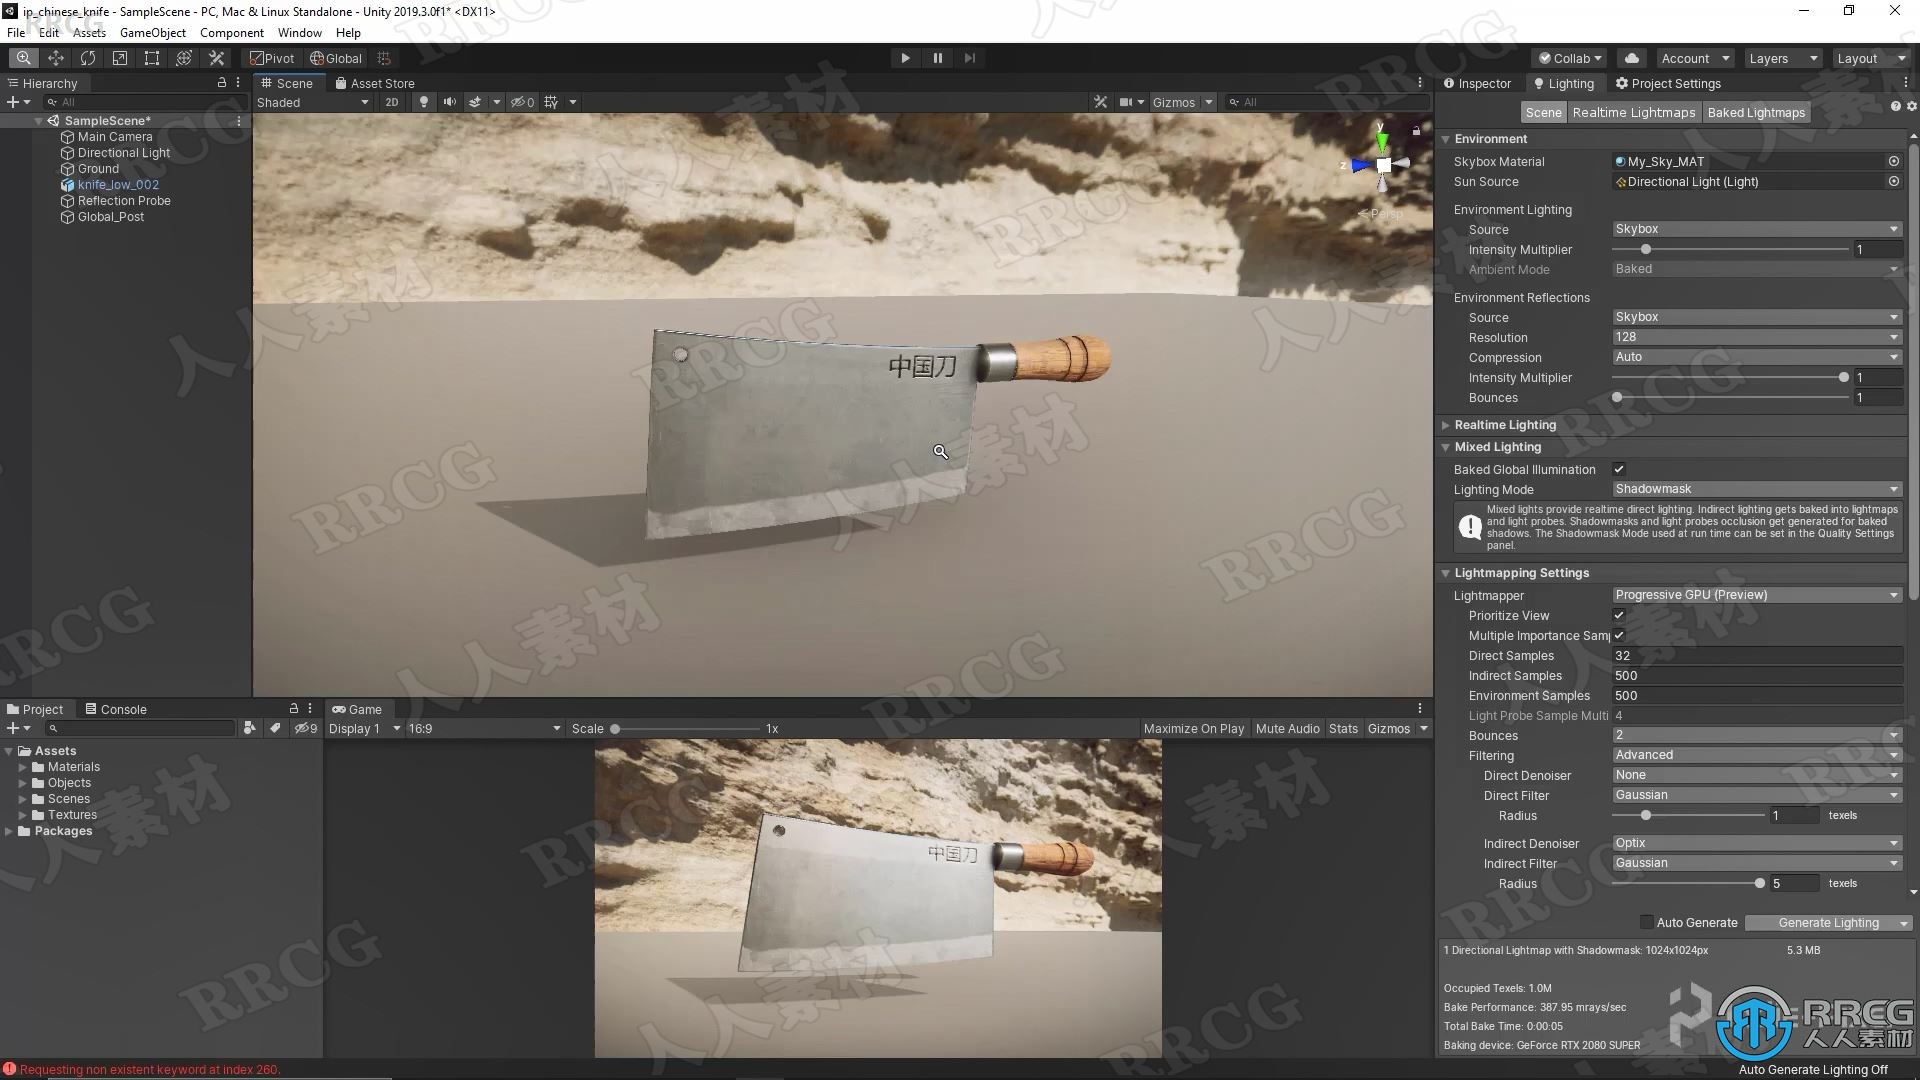 ip_chinese_knife - SampleScene - PC, Mac & Linux Standalone - Unity 2019.3.0f1* <DX11>
File Edit Assets GameObject Component Window Help
Pivot Global Collab Account Layers Layout
Hierarchy
All
SampleScene*
Main Camera
Directional Light
Ground
knife_low_002
Reflection Probe
Global_Post
Scene Asset Store
Shaded 2D 0 Gizmos All
y
z
Persp
中国刀
Inspector Lighting Project Settings
Scene Realtime Lightmaps Baked Lightmaps
Environment
Skybox Material My_Sky_MAT
Sun Source Directional Light (Light)
Environment Lighting
Source Skybox
Intensity Multiplier 1
Ambient Mode Baked
Environment Reflections
Source Skybox
Resolution 128
Compression Auto
Intensity Multiplier 1
Bounces 1
Realtime Lighting
Mixed Lighting
Baked Global Illumination
Lighting Mode Shadowmask
Mixed lights provide realtime direct lighting. Indirect lighting gets baked into lightmaps
and light probes. Shadowmasks and light probes occlusion get generated for baked
shadows. The Shadowmask Mode used at run time can be set in the Quality Settings
panel.
Lightmapping Settings
Lightmapper Progressive GPU (Preview)
Prioritize View
Multiple Importance Samp
Direct Samples 32
Indirect Samples 500
Environment Samples 500
Light Probe Sample Multi 4
Bounces 2
Filtering Advanced
Direct Denoiser None
Direct Filter Gaussian
Radius 1 texels
Indirect Denoiser Optix
Indirect Filter Gaussian
Radius 5 texels
Auto Generate Generate Lighting
1 Directional Lightmap with Shadowmask: 1024x1024px 5.3 MB
Occupied Texels: 1.0M
Bake Performance: 387.95 mrays/sec
Total Bake Time: 0:00:05
Baking device: GeForce RTX 2080 SUPER
Project Console
9
Assets
Materials
Objects
Scenes
Textures
Packages
Game
Display 1 16:9 Scale 1x Maximize On Play Mute Audio Stats Gizmos
中国刀
RRCG
人人素材
Requesting non existent keyword at index 260.
Auto Generate Lighting Off